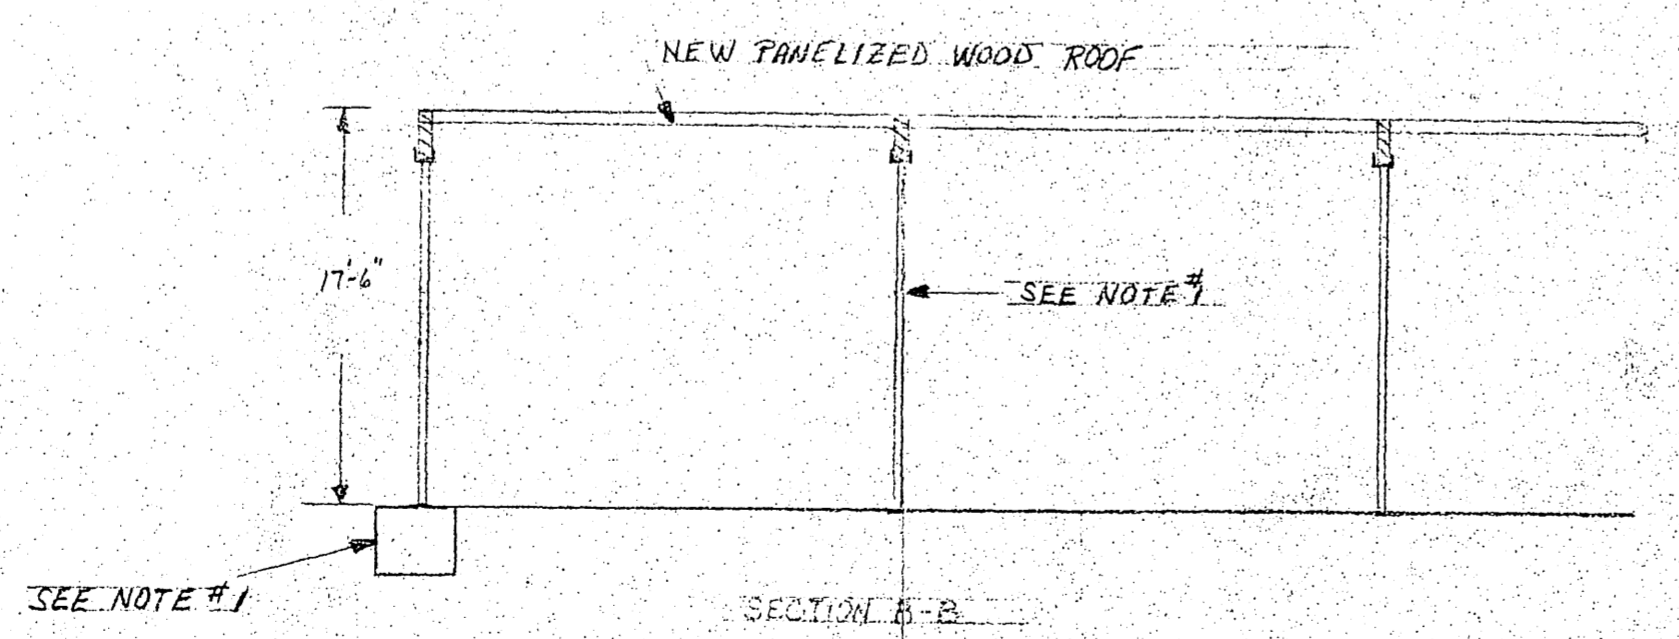 NEW PANELIZED WOOD ROOF
17'-6"
SEE NOTE #1
SEE NOTE #1
SECTION B-B